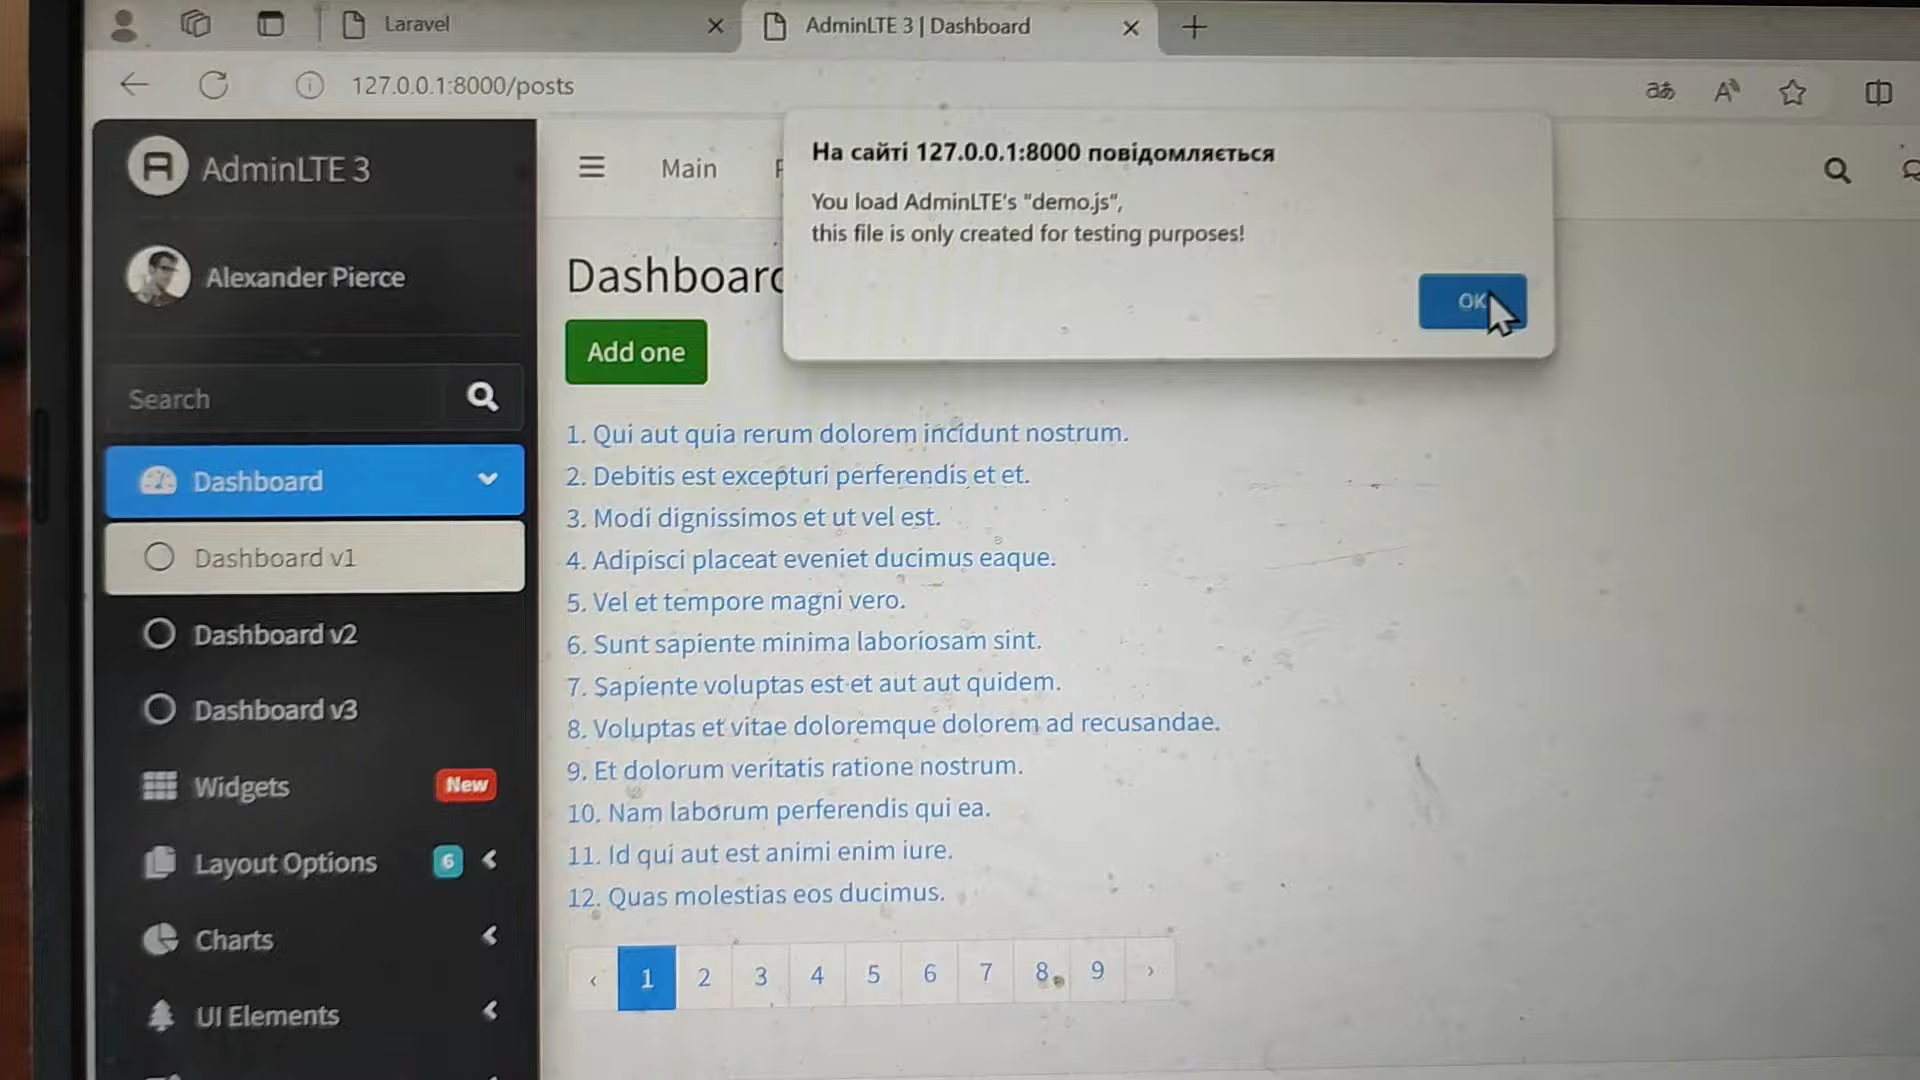 Laravel
AdminLTE 3 | Dashboard
127.0.0.1:8000/posts
AdminLTE 3
Alexander Pierce
Search
Dashboard
Dashboard v1
Dashboard v2
Dashboard v3
Widgets
New
Layout Options
6
Charts
UI Elements
Main
На сайті 127.0.0.1:8000 повідомляється
You load AdminLTE's "demo.js",
this file is only created for testing purposes!
OK
Dashboard
Add one
1. Qui aut quia rerum dolorem incidunt nostrum.
2. Debitis est excepturi perferendis et et.
3. Modi dignissimos et ut vel est.
4. Adipisci placeat eveniet ducimus eaque.
5. Vel et tempore magni vero.
6. Sunt sapiente minima laboriosam sint.
7. Sapiente voluptas est et aut aut quidem.
8. Voluptas et vitae doloremque dolorem ad recusandae.
9. Et dolorum veritatis ratione nostrum.
10. Nam laborum perferendis qui ea.
11. Id qui aut est animi enim iure.
12. Quas molestias eos ducimus.
‹ 1 2 3 4 5 6 7 8 9 ›